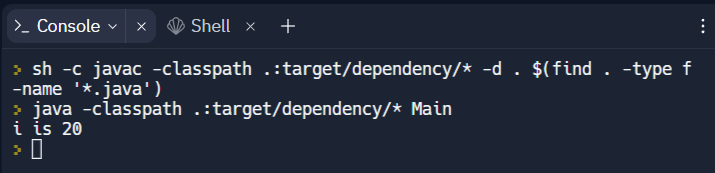 >_ Console × Shell × +
> sh -c javac -classpath .:target/dependency/* -d . $(find . -type f
-name '*.java')
> java -classpath .:target/dependency/* Main
i is 20
>